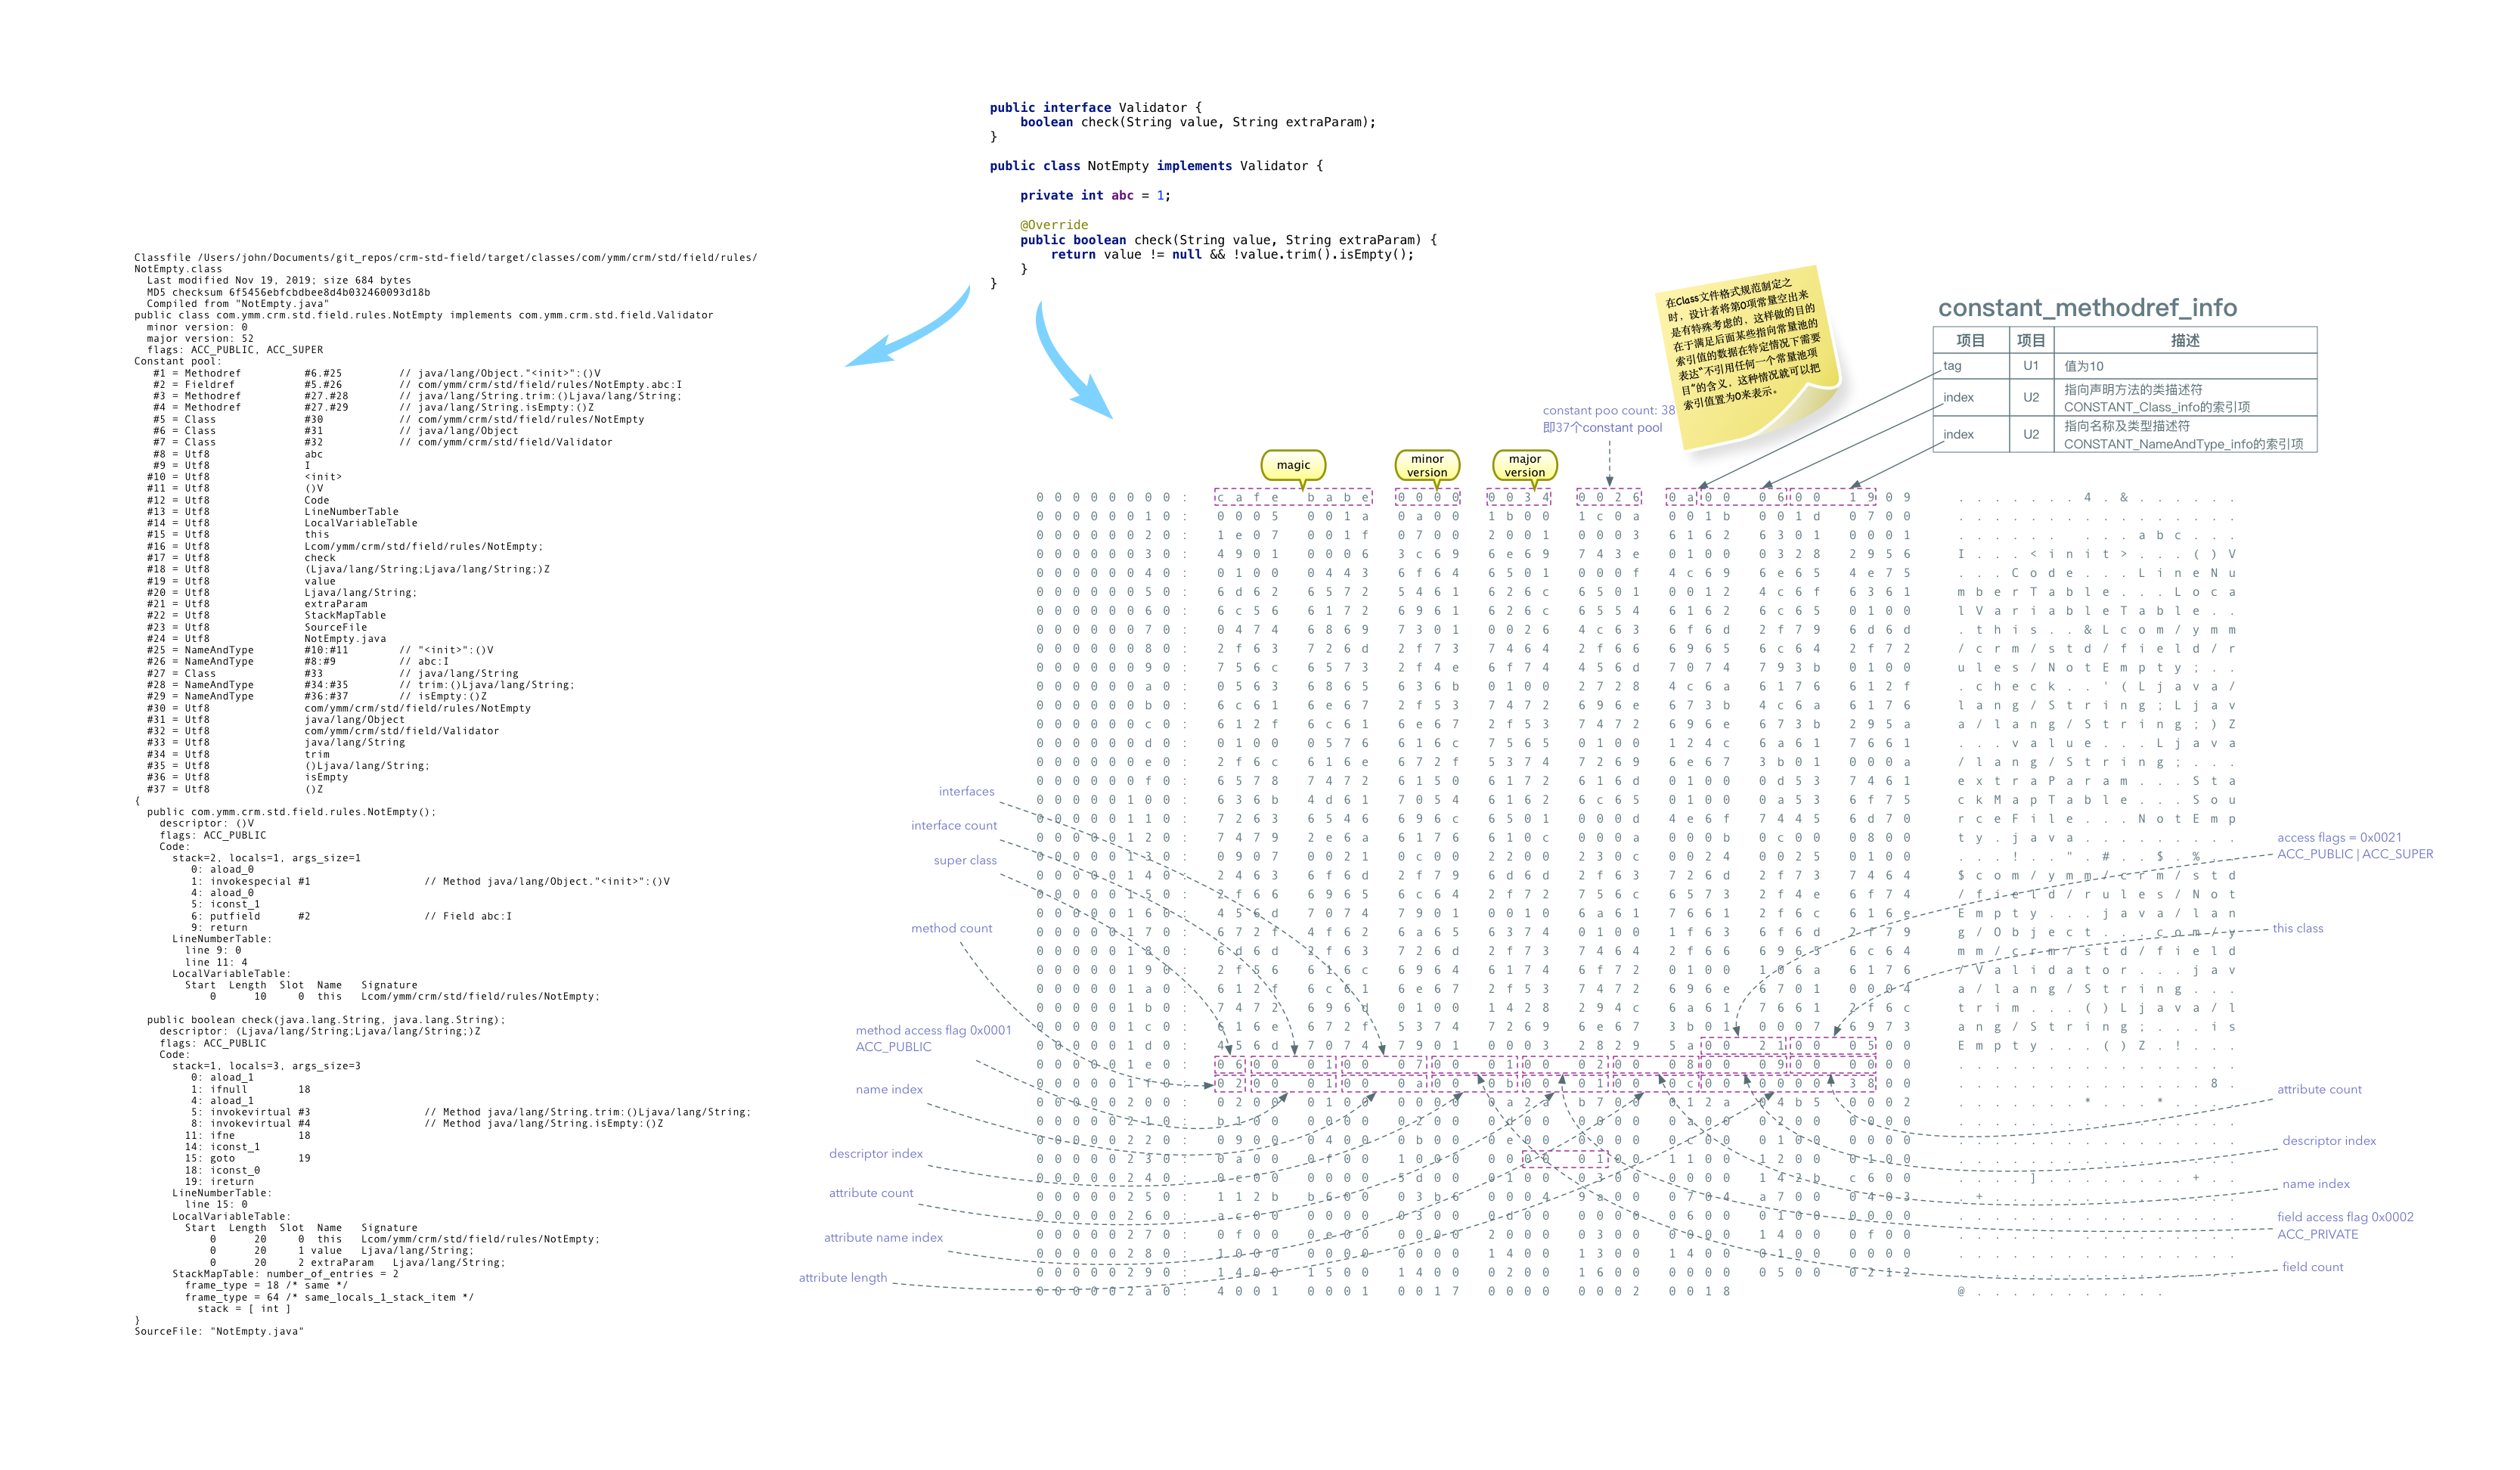 public interface Validator {
    boolean check(String value, String extraParam);
}
public class NotEmpty implements Validator {
    private int abc = 1;
    @Override
    public boolean check(String value, String extraParam) {
        return value != null && !value.trim().isEmpty();
    }
}
Classfile /Users/john/Documents/git_repos/crm-std-field/target/classes/com/ymm/crm/std/field/rules/
NotEmpty.class
  Last modified Nov 19, 2019; size 684 bytes
  MD5 checksum 6f5456ebfcbdbee8d4b032460093d18b
  Compiled from "NotEmpty.java"
public class com.ymm.crm.std.field.rules.NotEmpty implements com.ymm.crm.std.field.Validator
  minor version: 0
  major version: 52
  flags: ACC_PUBLIC, ACC_SUPER
Constant pool:
   #1 = Methodref          #6.#25         // java/lang/Object."<init>":()V
   #2 = Fieldref           #5.#26         // com/ymm/crm/std/field/rules/NotEmpty.abc:I
   #3 = Methodref          #27.#28        // java/lang/String.trim:()Ljava/lang/String;
   #4 = Methodref          #27.#29        // java/lang/String.isEmpty:()Z
   #5 = Class              #30            // com/ymm/crm/std/field/rules/NotEmpty
   #6 = Class              #31            // java/lang/Object
   #7 = Class              #32            // com/ymm/crm/std/field/Validator
   #8 = Utf8               abc
   #9 = Utf8               I
  #10 = Utf8               <init>
  #11 = Utf8               ()V
  #12 = Utf8               Code
  #13 = Utf8               LineNumberTable
  #14 = Utf8               LocalVariableTable
  #15 = Utf8               this
  #16 = Utf8               Lcom/ymm/crm/std/field/rules/NotEmpty;
  #17 = Utf8               check
  #18 = Utf8               (Ljava/lang/String;Ljava/lang/String;)Z
  #19 = Utf8               value
  #20 = Utf8               Ljava/lang/String;
  #21 = Utf8               extraParam
  #22 = Utf8               StackMapTable
  #23 = Utf8               SourceFile
  #24 = Utf8               NotEmpty.java
  #25 = NameAndType        #10:#11        // "<init>":()V
  #26 = NameAndType        #8:#9          // abc:I
  #27 = Class              #33            // java/lang/String
  #28 = NameAndType        #34:#35        // trim:()Ljava/lang/String;
  #29 = NameAndType        #36:#37        // isEmpty:()Z
  #30 = Utf8               com/ymm/crm/std/field/rules/NotEmpty
  #31 = Utf8               java/lang/Object
  #32 = Utf8               com/ymm/crm/std/field/Validator
  #33 = Utf8               java/lang/String
  #34 = Utf8               trim
  #35 = Utf8               ()Ljava/lang/String;
  #36 = Utf8               isEmpty
  #37 = Utf8               ()Z
{
  public com.ymm.crm.std.field.rules.NotEmpty();
    descriptor: ()V
    flags: ACC_PUBLIC
    Code:
      stack=2, locals=1, args_size=1
         0: aload_0
         1: invokespecial #1                  // Method java/lang/Object."<init>":()V
         4: aload_0
         5: iconst_1
         6: putfield      #2                  // Field abc:I
         9: return
      LineNumberTable:
        line 9: 0
        line 11: 4
      LocalVariableTable:
        Start  Length  Slot  Name   Signature
            0      10     0  this   Lcom/ymm/crm/std/field/rules/NotEmpty;
  public boolean check(java.lang.String, java.lang.String);
    descriptor: (Ljava/lang/String;Ljava/lang/String;)Z
    flags: ACC_PUBLIC
    Code:
      stack=1, locals=3, args_size=3
         0: aload_1
         1: ifnull        18
         4: aload_1
         5: invokevirtual #3                  // Method java/lang/String.trim:()Ljava/lang/String;
         8: invokevirtual #4                  // Method java/lang/String.isEmpty:()Z
        11: ifne          18
        14: iconst_1
        15: goto          19
        18: iconst_0
        19: ireturn
      LineNumberTable:
        line 15: 0
      LocalVariableTable:
        Start  Length  Slot  Name   Signature
            0      20     0  this   Lcom/ymm/crm/std/field/rules/NotEmpty;
            0      20     1 value   Ljava/lang/String;
            0      20     2 extraParam   Ljava/lang/String;
      StackMapTable: number_of_entries = 2
        frame_type = 18 /* same */
        frame_type = 64 /* same_locals_1_stack_item */
          stack = [ int ]
}
SourceFile: "NotEmpty.java"
在Class文件格式规范制定之
时，设计者将第0项常量空出来
是有特殊考虑的，这样做的目的
在于满足后面某些指向常量池的
索引值的数据在特定情况下需要
表达“不引用任何一个常量池项
目”的含义，这种情况就可以把
索引值置为0来表示。
constant_methodref_info
项目 项目 描述
tag U1 值为10
index U2 指向声明方法的类描述符
CONSTANT_Class_info的索引项
index U2 指向名称及类型描述符
CONSTANT_NameAndType_info的索引项
constant poo count: 38
即37个constant pool
magic
minor
version
major
version
00000000: cafe babe 0000 0034 0026 0a00 0600 1909 .......4.&......
00000010: 0005 001a 0a00 1b00 1c0a 001b 001d 0700 ................
00000020: 1e07 001f 0700 2001 0003 6162 6301 0001 ...... ...abc...
00000030: 4901 0006 3c69 6e69 743e 0100 0328 2956 I...<init>...()V
00000040: 0100 0443 6f64 6501 000f 4c69 6e65 4e75 ...Code...LineNu
00000050: 6d62 6572 5461 626c 6501 0012 4c6f 6361 mberTable...Loca
00000060: 6c56 6172 6961 626c 6554 6162 6c65 0100 lVariableTable..
00000070: 0474 6869 7301 0026 4c63 6f6d 2f79 6d6d .this..&Lcom/ymm
00000080: 2f63 726d 2f73 7464 2f66 6965 6c64 2f72 /crm/std/field/r
00000090: 756c 6573 2f4e 6f74 456d 7074 793b 0100 ules/NotEmpty;..
000000a0: 0563 6865 636b 0100 2728 4c6a 6176 612f .check..'(Ljava/
000000b0: 6c61 6e67 2f53 7472 696e 673b 4c6a 6176 lang/String;Ljav
000000c0: 612f 6c61 6e67 2f53 7472 696e 673b 295a a/lang/String;)Z
000000d0: 0100 0576 616c 7565 0100 124c 6a61 7661 ...value...Ljava
000000e0: 2f6c 616e 672f 5374 7269 6e67 3b01 000a /lang/String;...
000000f0: 6578 7472 6150 6172 616d 0100 0d53 7461 extraParam...Sta
00000100: 636b 4d61 7054 6162 6c65 0100 0a53 6f75 ckMapTable...Sou
00000110: 7263 6546 696c 6501 000d 4e6f 7445 6d70 rceFile...NotEmp
00000120: 7479 2e6a 6176 610c 000a 000b 0c00 0800 ty.java.........
00000130: 0907 0021 0c00 2200 230c 0024 0025 0100 ...!..".#..$.%..
00000140: 2463 6f6d 2f79 6d6d 2f63 726d 2f73 7464 $com/ymm/crm/std
00000150: 2f66 6965 6c64 2f72 756c 6573 2f4e 6f74 /field/rules/Not
00000160: 456d 7074 7901 0010 6a61 7661 2f6c 616e Empty...java/lan
00000170: 672f 4f62 6a65 6374 0100 1f63 6f6d 2f79 g/Object...com/y
00000180: 6d6d 2f63 726d 2f73 7464 2f66 6965 6c64 mm/crm/std/field
00000190: 2f56 616c 6964 6174 6f72 0100 106a 6176 /Validator...jav
000001a0: 612f 6c61 6e67 2f53 7472 696e 6701 0004 a/lang/String...
000001b0: 7472 696d 0100 1428 294c 6a61 7661 2f6c trim...()Ljava/l
000001c0: 616e 672f 5374 7269 6e67 3b01 0007 6973 ang/String;...is
000001d0: 456d 7074 7901 0003 2829 5a00 2100 0500 Empty...()Z.!...
000001e0: 0600 0100 0700 0100 0200 0800 0900 0000 ................
000001f0: 0200 0100 0a00 0b00 0100 0c00 0000 3800 ..............8.
00000200: 0200 0100 0000 0a2a b700 012a 04b5 0002 .......*...*....
00000210: b100 0000 0200 0d00 0000 0a00 0200 0000 ................
00000220: 0900 0400 0b00 0e00 0000 0c00 0100 0000 ................
00000230: 0a00 0f00 1000 0000 0100 1100 1200 0100 ................
00000240: 0c00 0000 5d00 0100 0300 0000 142b c600 ....]........+..
00000250: 112b b600 03b6 0004 9a00 0704 a700 0403 .+..............
00000260: ac00 0000 0300 0d00 0000 0600 0100 0000 ................
00000270: 0f00 0e00 0000 2000 0300 0000 1400 0f00 ................
00000280: 1000 0000 0000 1400 1300 1400 0100 0000 ................
00000290: 1400 1500 1400 0200 1600 0000 0500 0212 ................
000002a0: 4001 0001 0017 0000 0002 0018 @...........
interfaces
interface count
super class
method count
method access flag 0x0001
ACC_PUBLIC
name index
descriptor index
attribute count
attribute name index
attribute length
access flags = 0x0021
ACC_PUBLIC | ACC_SUPER
this class
attribute count
descriptor index
name index
field access flag 0x0002
ACC_PRIVATE
field count